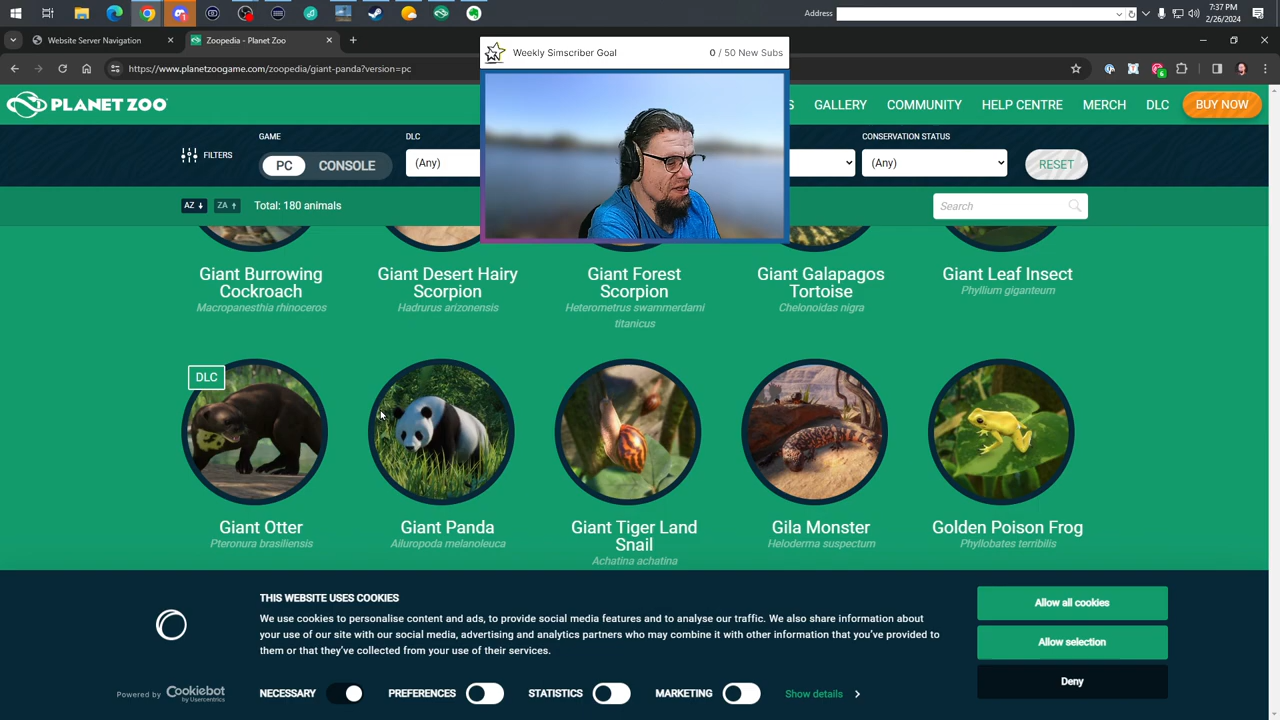 Address
7:37 PM
2/26/2024
Website Server Navigation
Zoopedia - Planet Zoo
https://www.planetzoogame.com/zoopedia/giant-panda?version=pc
Weekly Simscriber Goal
0 / 50 New Subs
PLANET ZOO
S
GALLERY
COMMUNITY
HELP CENTRE
MERCH
DLC
BUY NOW
FILTERS
GAME
PC
CONSOLE
DLC
(Any)
CONSERVATION STATUS
(Any)
RESET
AZ
ZA
Total: 180 animals
Search
Giant Burrowing
Cockroach
Macropanesthia rhinoceros
Giant Desert Hairy
Scorpion
Hadrurus arizonensis
Giant Forest
Scorpion
Heterometrus swammerdami
titanicus
Giant Galapagos
Tortoise
Chelonoidas nigra
Giant Leaf Insect
Phyllium giganteum
DLC
Giant Otter
Pteronura brasiliensis
Giant Panda
Ailuropoda melanoleuca
Giant Tiger Land
Snail
Achatina achatina
Gila Monster
Heloderma suspectum
Golden Poison Frog
Phyllobates terribilis
THIS WEBSITE USES COOKIES
We use cookies to personalise content and ads, to provide social media features and to analyse our traffic. We also share information about
your use of our site with our social media, advertising and analytics partners who may combine it with other information that you've provided to
them or that they've collected from your use of their services.
Allow all cookies
Allow selection
Deny
Powered by
Cookiebot
by Usercentrics
NECESSARY
PREFERENCES
STATISTICS
MARKETING
Show details